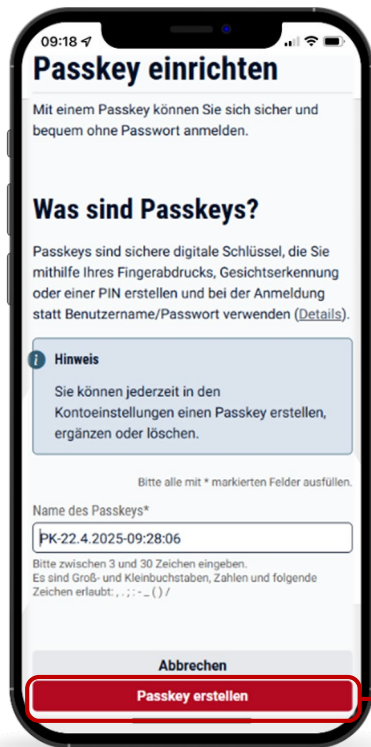 09:18
Passkey einrichten
Mit einem Passkey können Sie sich sicher und
bequem ohne Passwort anmelden.
Was sind Passkeys?
Passkeys sind sichere digitale Schlüssel, die Sie
mithilfe Ihres Fingerabdrucks, Gesichtserkennung
oder einer PIN erstellen und bei der Anmeldung
statt Benutzername/Passwort verwenden (Details).
i Hinweis
Sie können jederzeit in den
Kontoeinstellungen einen Passkey erstellen,
ergänzen oder löschen.
Bitte alle mit * markierten Felder ausfüllen.
Name des Passkeys*
PK-22.4.2025-09:28:06
Bitte zwischen 3 und 30 Zeichen eingeben.
Es sind Groß- und Kleinbuchstaben, Zahlen und folgende
Zeichen erlaubt: , . ; : - _ ( ) /
Abbrechen
Passkey erstellen